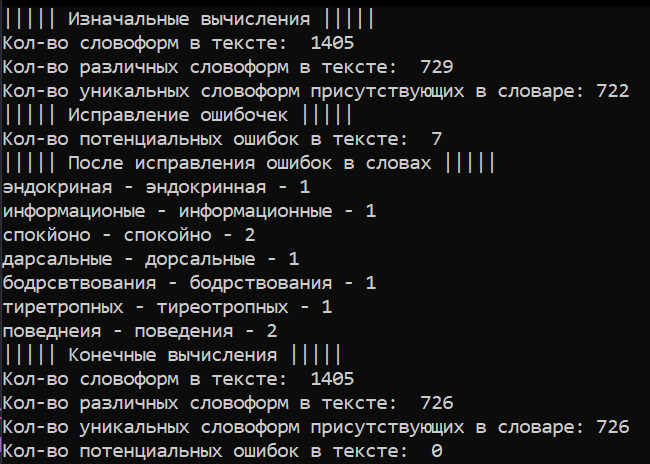 ||||| Изначальные вычисления |||||
Кол-во словоформ в тексте:  1405
Кол-во различных словоформ в тексте:  729
Кол-во уникальных словоформ присутствующих в словаре: 722
||||| Исправление ошибочек |||||
Кол-во потенциальных ошибок в тексте:  7
||||| После исправления ошибок в словах |||||
эндокриная - эндокринная - 1
информационые - информационные - 1
спокйоно - спокойно - 2
дарсальные - дорсальные - 1
бодрсвтвования - бодрствования - 1
тиретропных - тиреотропных - 1
поведнеия - поведения - 2
||||| Конечные вычисления |||||
Кол-во словоформ в тексте:  1405
Кол-во различных словоформ в тексте:  726
Кол-во уникальных словоформ присутствующих в словаре: 726
Кол-во потенциальных ошибок в тексте:  0